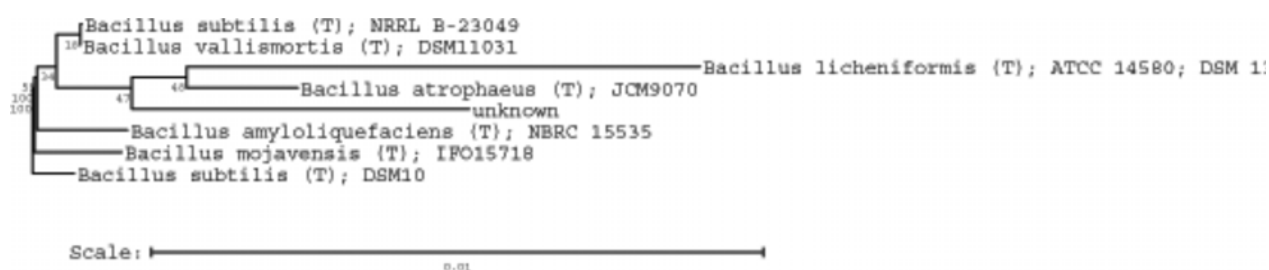 Bacillus subtilis (T); NRRL B-23049
Bacillus vallismortis (T); DSM11031
Bacillus licheniformis (T); ATCC 14580; DSM
Bacillus atrophaeus (T); JCM9070
unknown
Bacillus amyloliquefaciens (T); NBRC 15535
Bacillus mojavensis (T); IFO15718
Bacillus subtilis (T); DSM10
Scale:
0.01